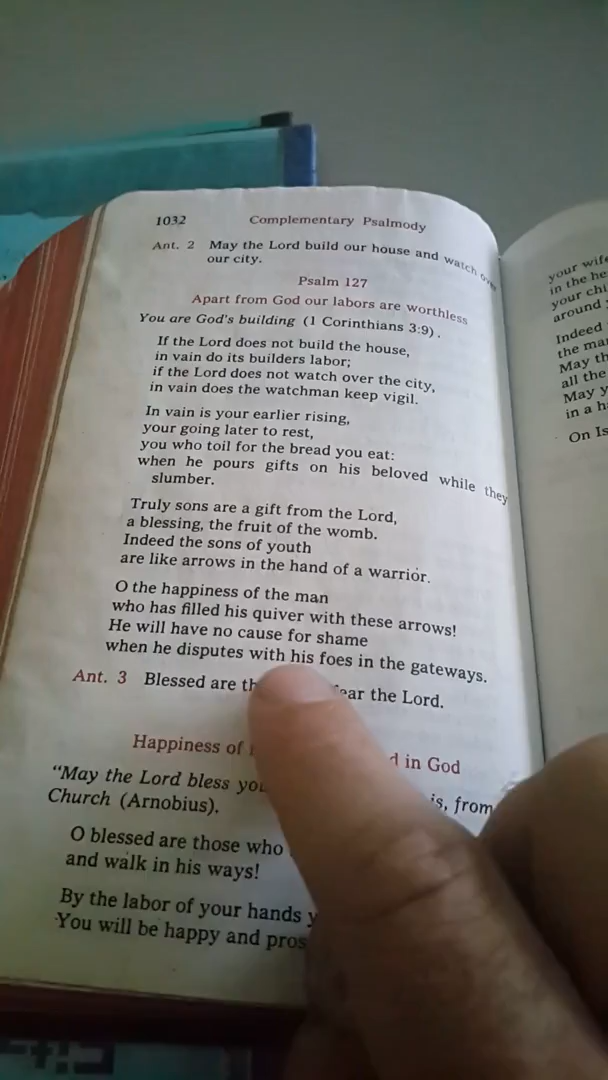 1032 Complementary Psalmody
Ant. 2 May the Lord build our house and watch over
our city.
Psalm 127
Apart from God our labors are worthless
You are God's building (1 Corinthians 3:9).
If the Lord does not build the house,
in vain do its builders labor;
if the Lord does not watch over the city,
in vain does the watchman keep vigil.
In vain is your earlier rising,
your going later to rest,
you who toil for the bread you eat:
when he pours gifts on his beloved while they
slumber.
Truly sons are a gift from the Lord,
a blessing, the fruit of the womb.
Indeed the sons of youth
are like arrows in the hand of a warrior.
O the happiness of the man
who has filled his quiver with these arrows!
He will have no cause for shame
when he disputes with his foes in the gateways.
Ant. 3 Blessed are the Lord.
Happiness of in God
"May the Lord bless
is, from
Church (Arnobius).
O blessed are those who
and walk in his ways!
By the labor of your hands
You will be happy and
your wife
in the
your
around
Indeed
the
May
all the
May
in a
On